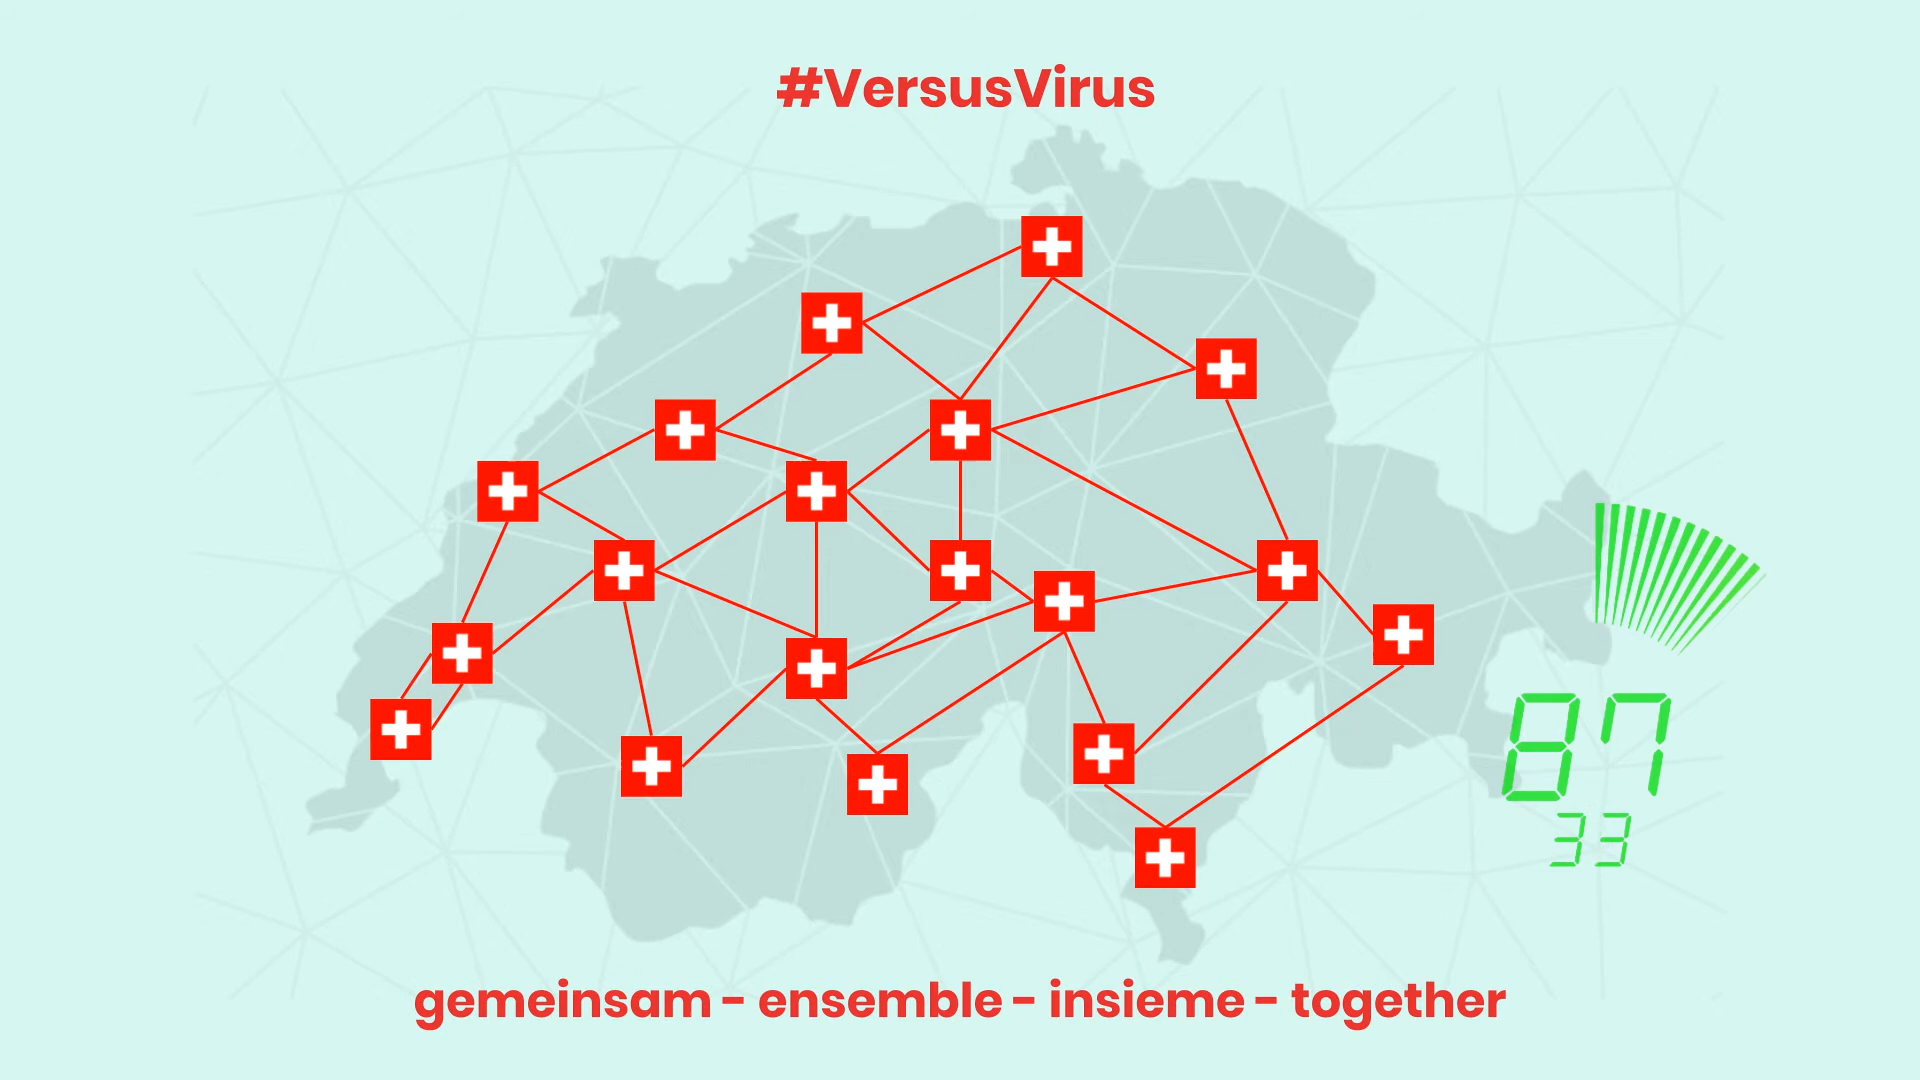 #VersusVirus
87
33
gemeinsam - ensemble - insieme - together